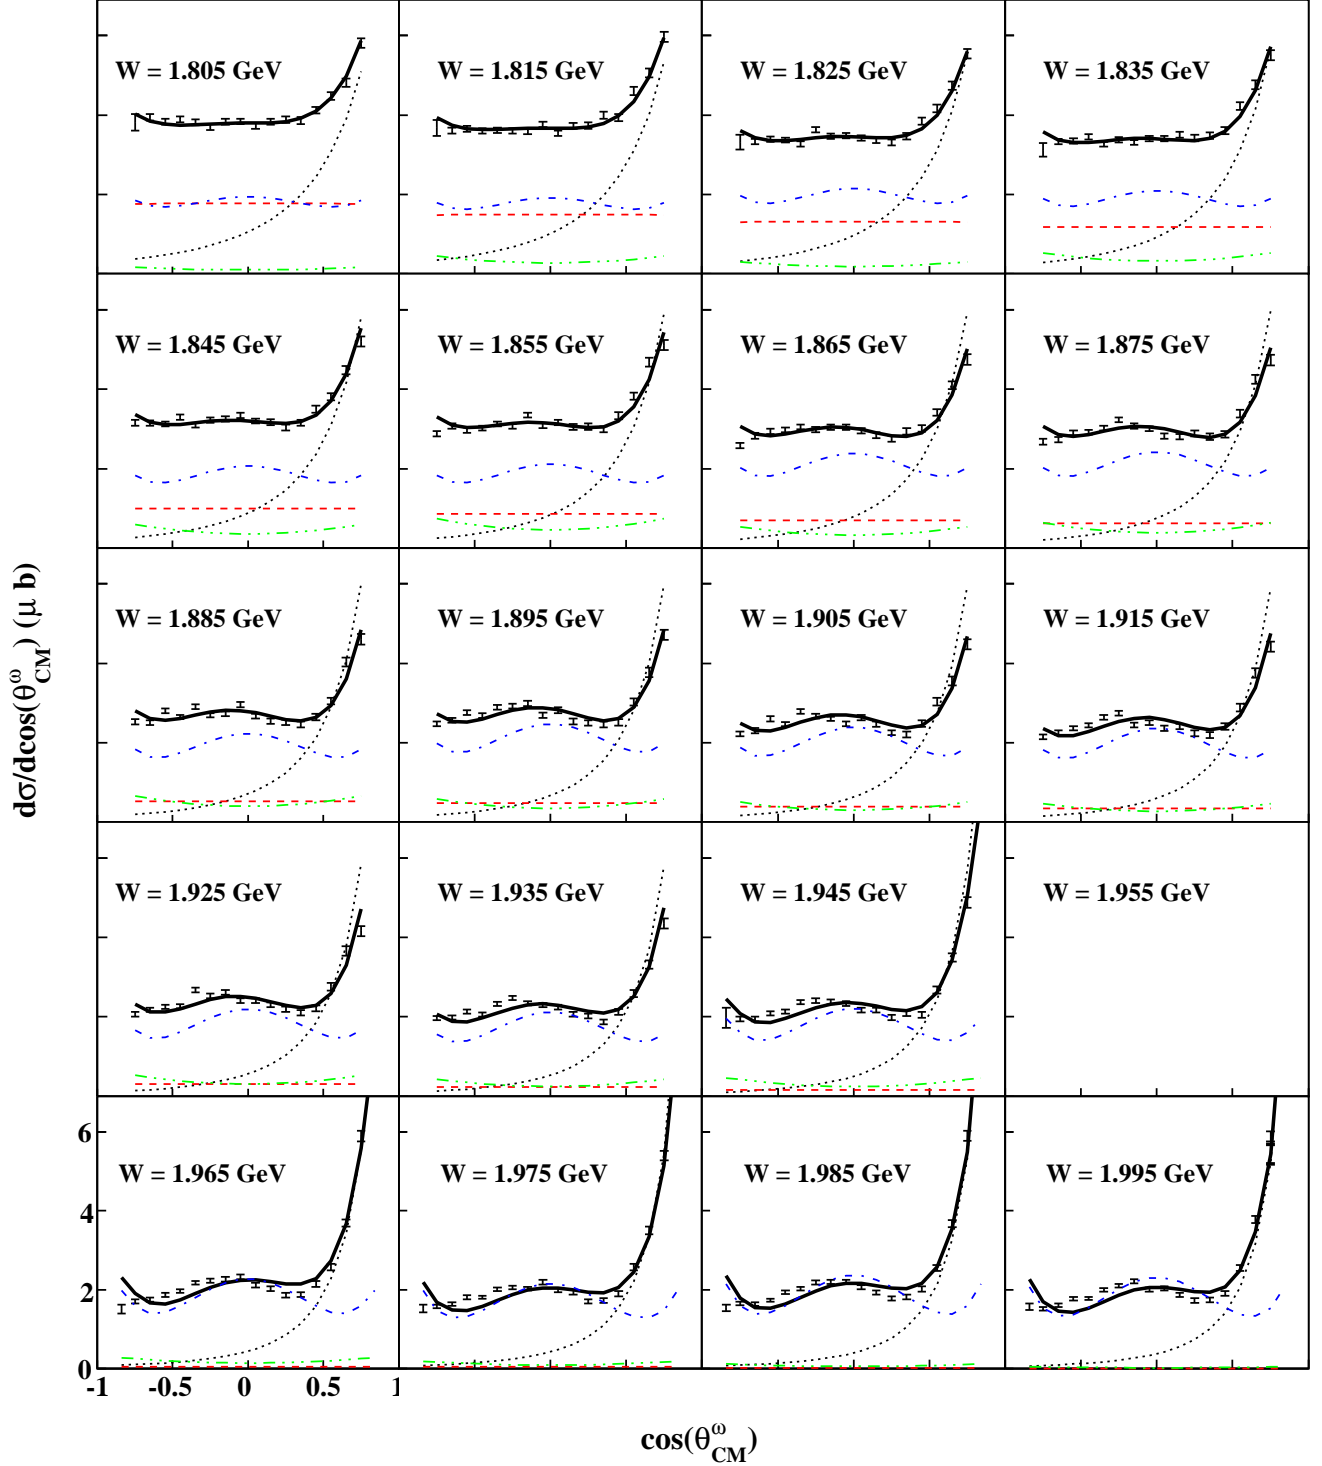 W = 1.805 GeV
W = 1.815 GeV
W = 1.825 GeV
W = 1.835 GeV
W = 1.845 GeV
W = 1.855 GeV
W = 1.865 GeV
W = 1.875 GeV
dσ/dcos(θ^ω_CM) (μ b)
W = 1.885 GeV
W = 1.895 GeV
W = 1.905 GeV
W = 1.915 GeV
W = 1.925 GeV
W = 1.935 GeV
W = 1.945 GeV
W = 1.955 GeV
6
W = 1.965 GeV
W = 1.975 GeV
W = 1.985 GeV
W = 1.995 GeV
4
2
0
-1 -0.5 0 0.5 1
cos(θ^ω_CM)